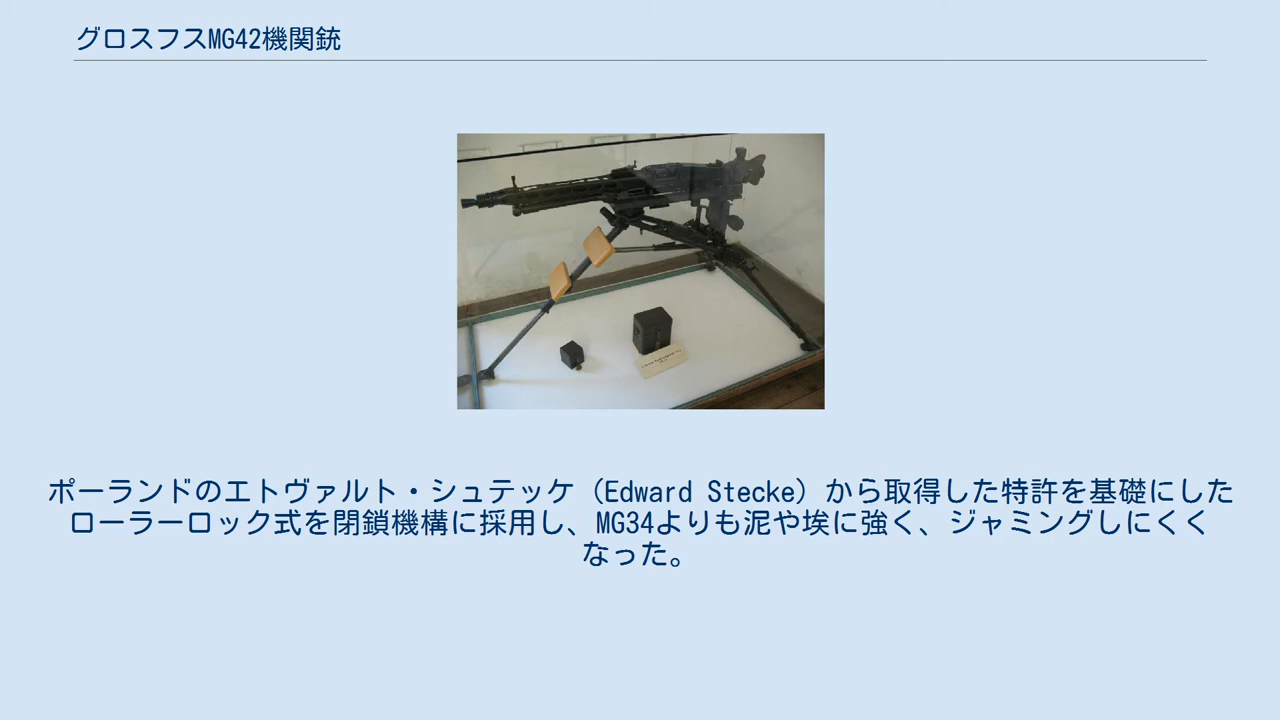 グロスフスMG42機関銃
ポーランドのエトヴァルト・シュテッケ（Edward Stecke）から取得した特許を基礎にした
ローラーロック式を閉鎖機構に採用し、MG34よりも泥や埃に強く、ジャミングしにくく
なった。